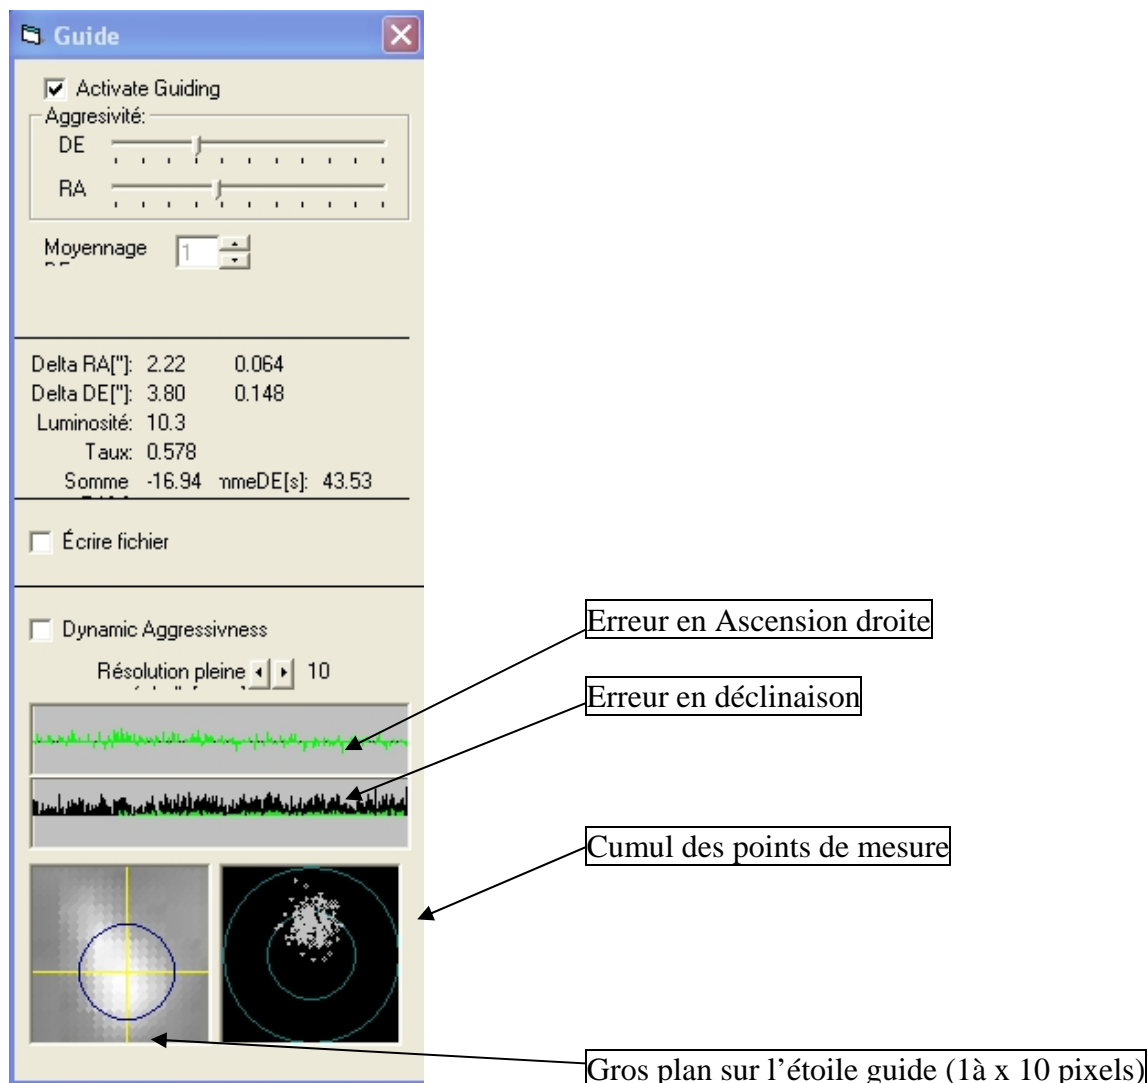 Guide
Activate Guiding
Aggresivité:
DE
RA
Moyennage 1
Delta RA["]: 2.22 0.064
Delta DE["]: 3.80 0.148
Luminosité: 10.3
Taux: 0.578
Somme -16.94 nmeDE[s]: 43.53
Écrire fichier
Dynamic Aggressivness
Résolution pleine 10
Erreur en Ascension droite
Erreur en déclinaison
Cumul des points de mesure
Gros plan sur l'étoile guide (1à x 10 pixels)